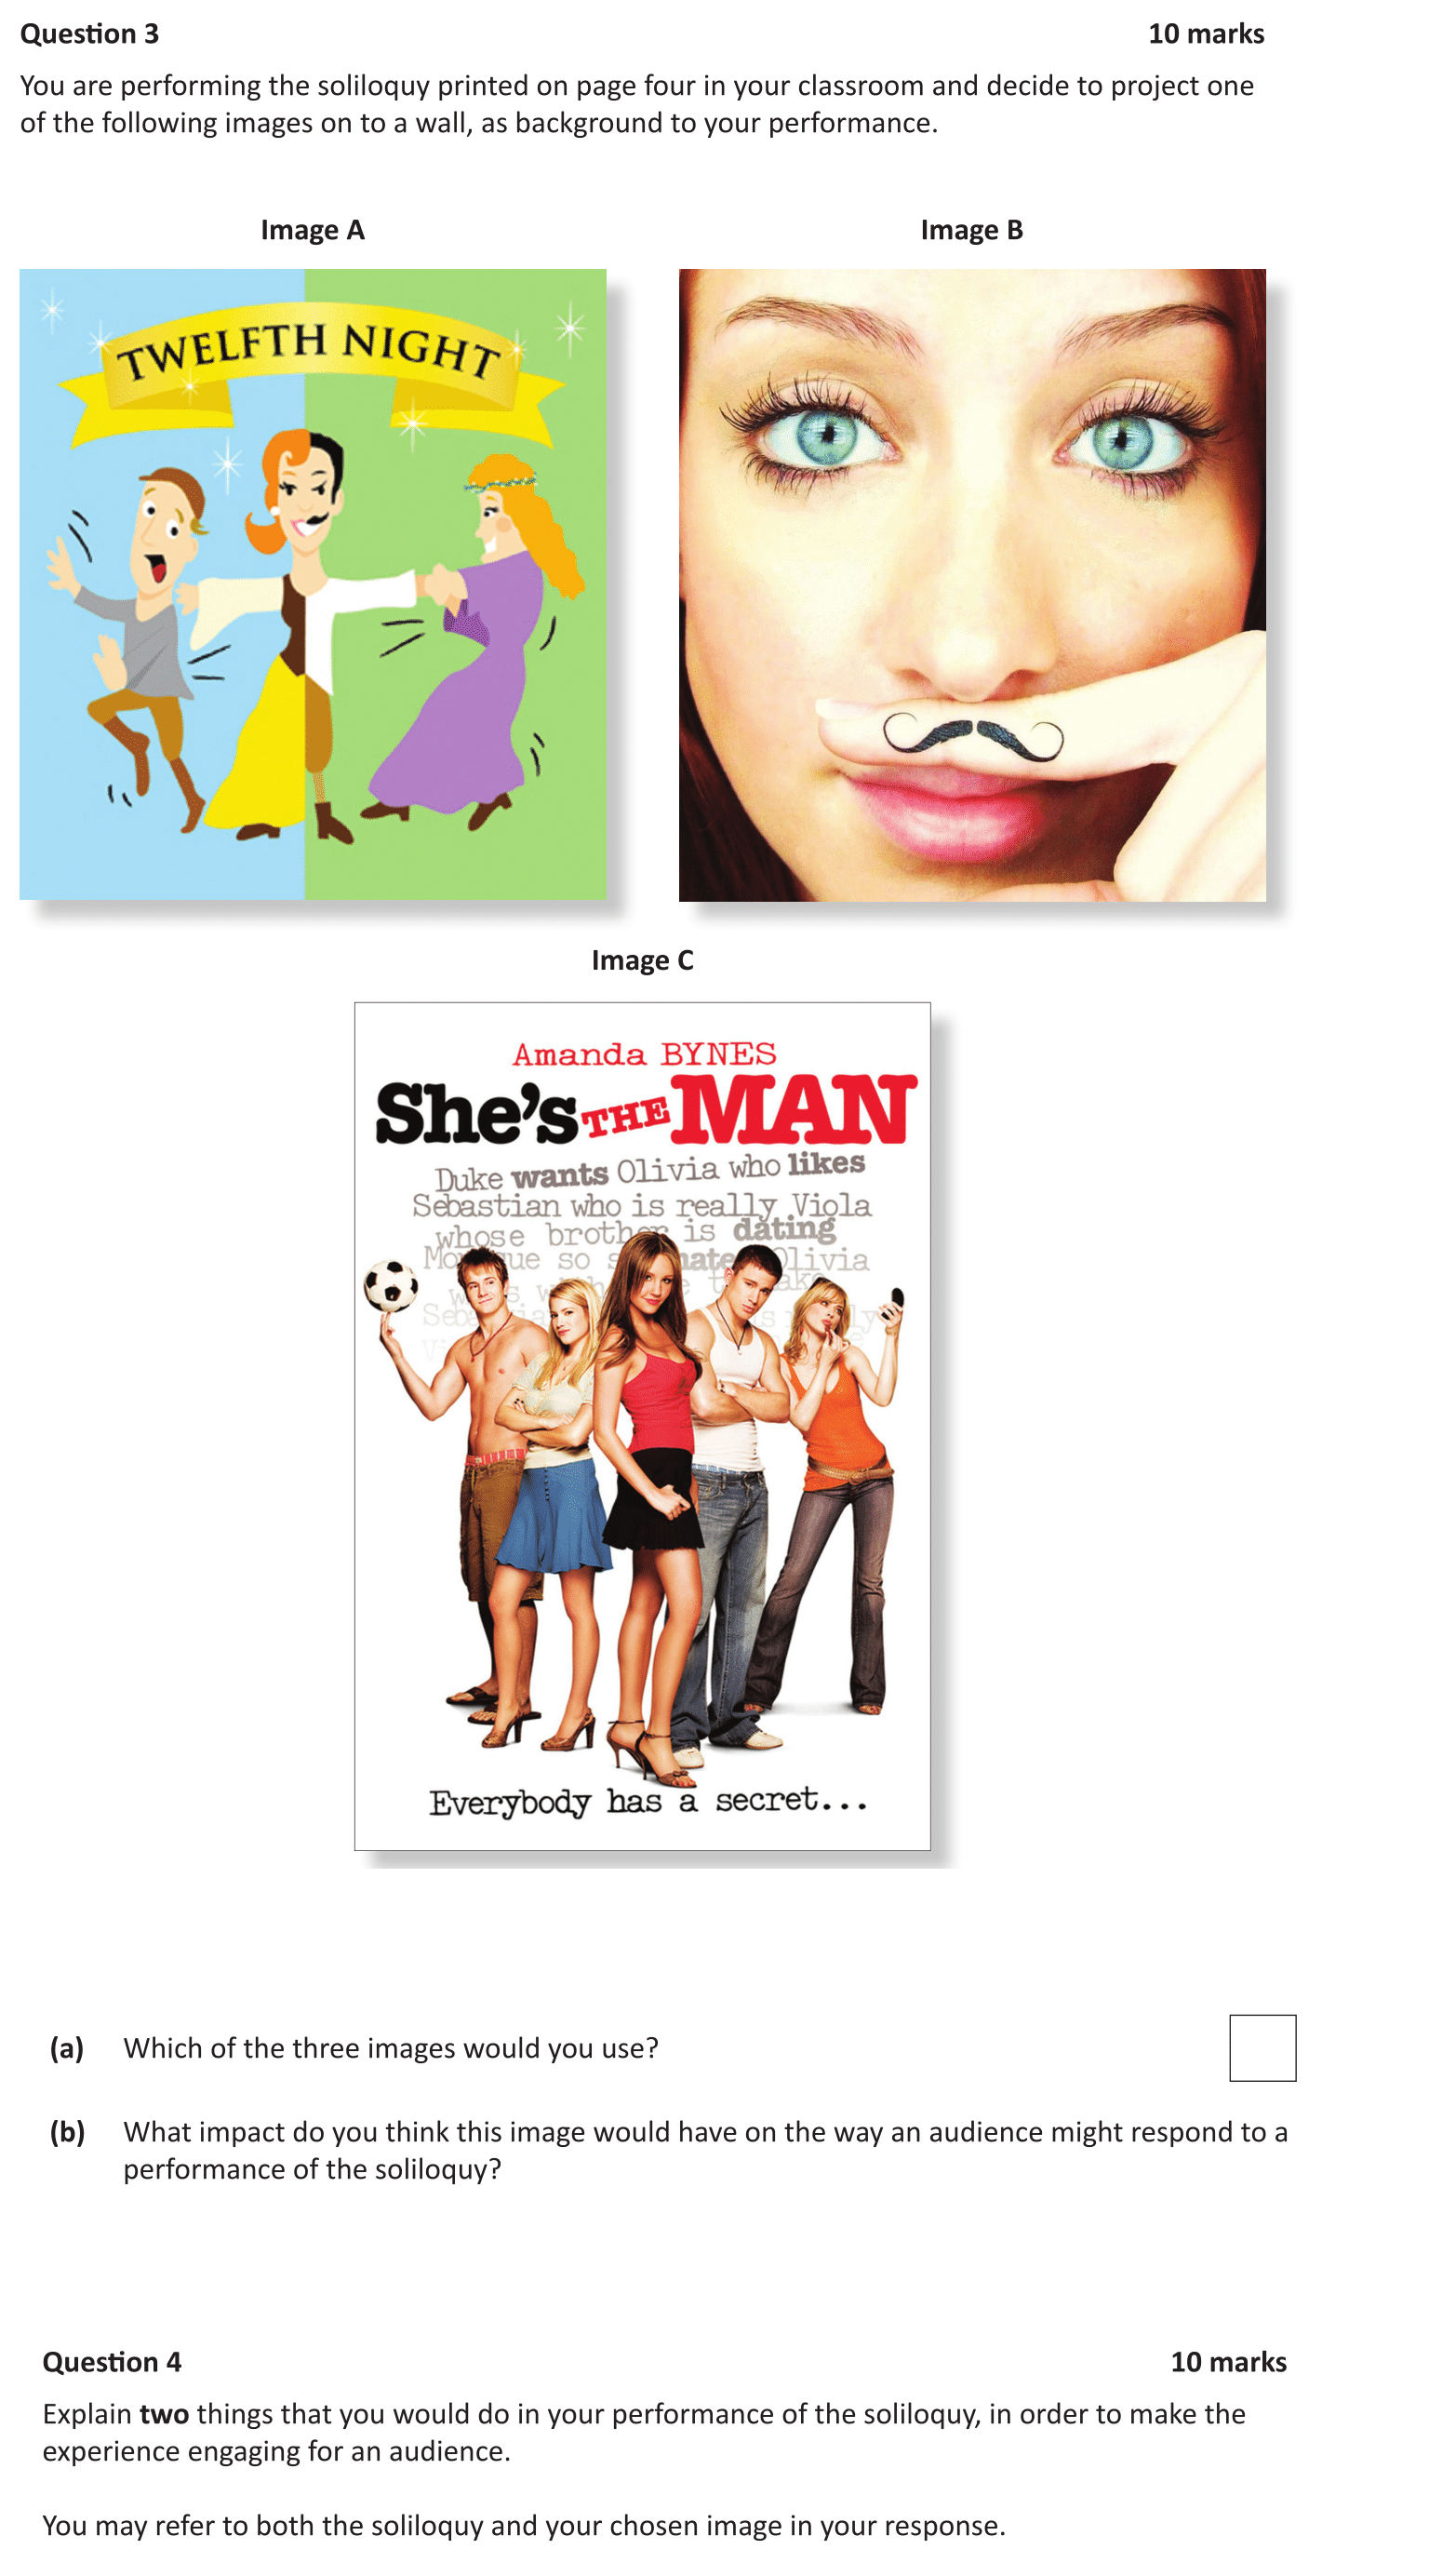 Question 3 10 marks
You are performing the soliloquy printed on page four in your classroom and decide to project one
of the following images on to a wall, as background to your performance.
Image A Image B
TWELFTH NIGHT
Image C
Amanda BYNES
She's THE MAN
Duke wants Olivia who likes
Sebastian who is really Viola
whose brother is dating
so hates Olivia
Everybody has a secret...
(a) Which of the three images would you use?
(b) What impact do you think this image would have on the way an audience might respond to a
performance of the soliloquy?
Question 4 10 marks
Explain two things that you would do in your performance of the soliloquy, in order to make the
experience engaging for an audience.
You may refer to both the soliloquy and your chosen image in your response.